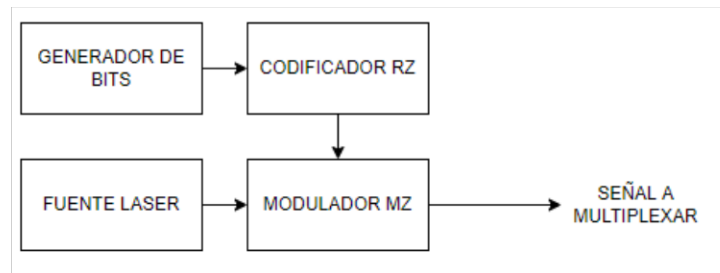 GENERADOR DE
BITS
CODIFICADOR RZ
FUENTE LASER
MODULADOR MZ
SEÑAL A
MULTIPLEXAR